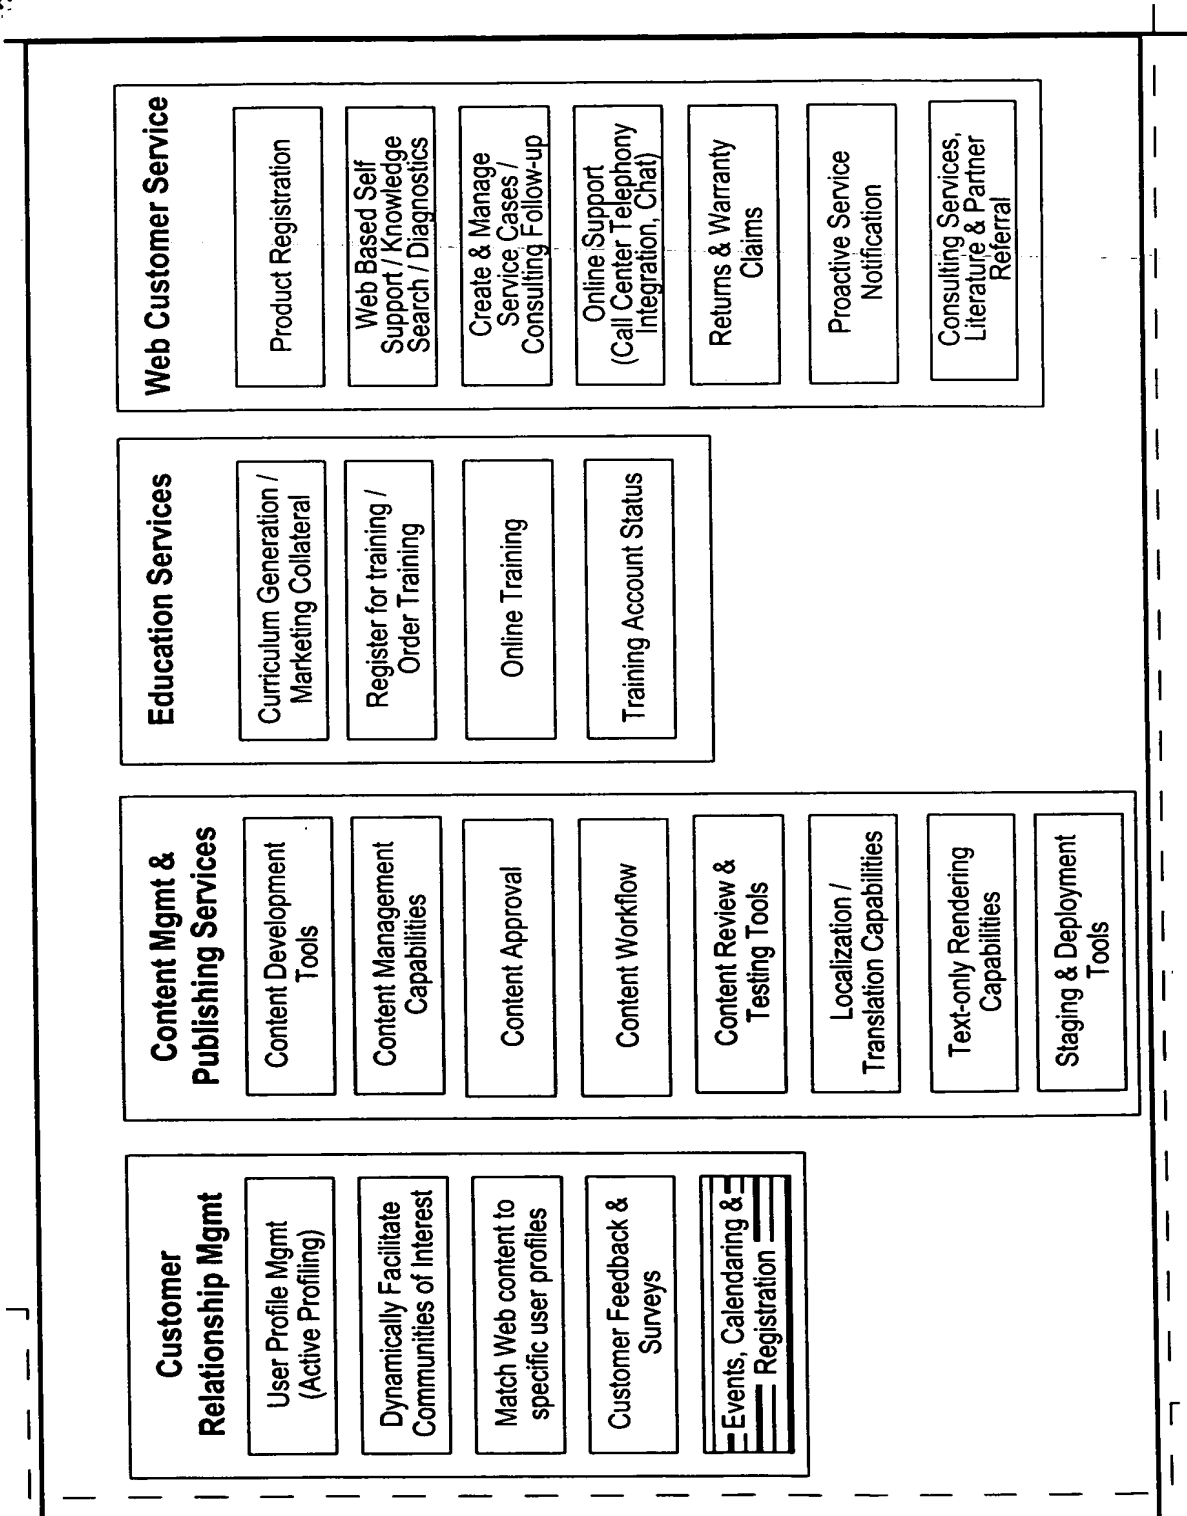 Customer
Relationship Mgmt
User Profile Mgmt
(Active Profiling)
Dynamically Facilitate
Communities of Interest
Match Web content to
specific user profiles
Customer Feedback &
Surveys
Events, Calendaring &
Registration
Content Mgmt &
Publishing Services
Content Development
Tools
Content Management
Capabilities
Content Approval
Content Workflow
Content Review &
Testing Tools
Localization /
Translation Capabilities
Text-only Rendering
Capabilities
Staging & Deployment
Tools
Education Services
Curriculum Generation /
Marketing Collateral
Register for training /
Order Training
Online Training
Training Account Status
Web Customer Service
Product Registration
Web Based Self
Support / Knowledge
Search / Diagnostics
Create & Manage
Service Cases /
Consulting Follow-up
Online Support
(Call Center Telephony
Integration, Chat)
Returns & Warranty
Claims
Proactive Service
Notification
Consulting Services,
Literature & Partner
Referral